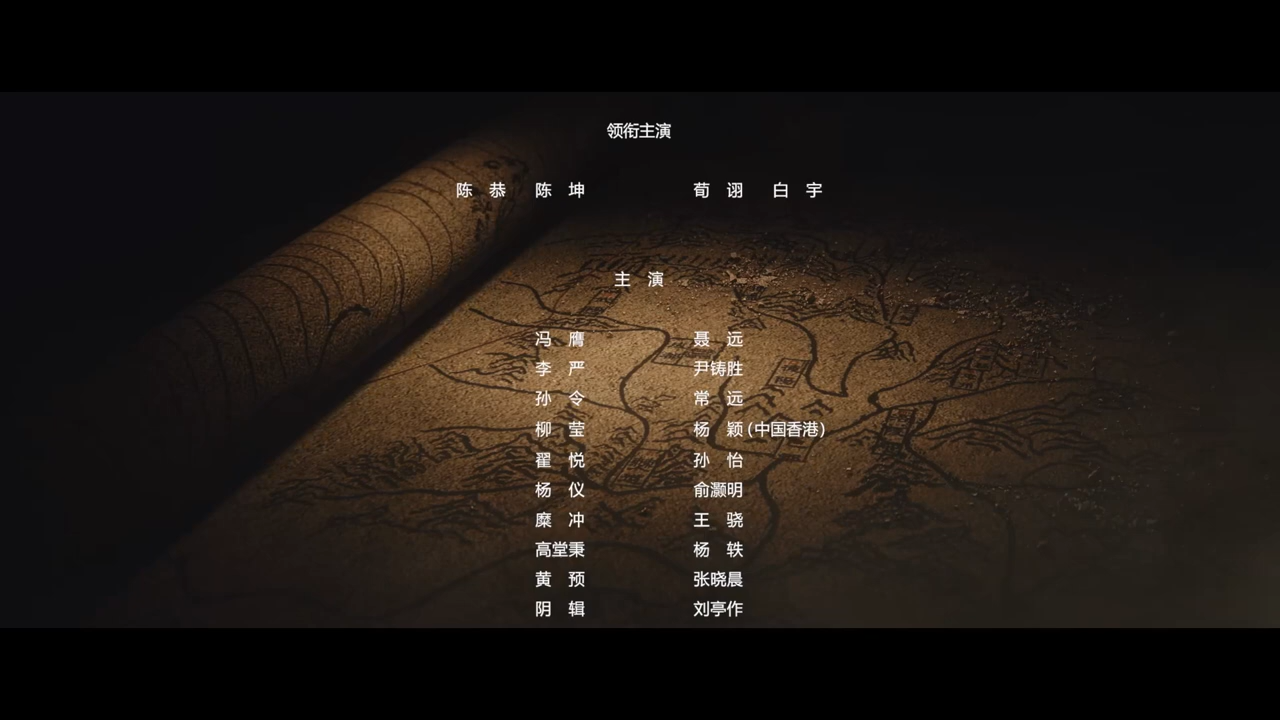 领衔主演
陈 恭 陈 坤 荀 诩 白 宇
主 演
冯 膺 聂 远
李 严 尹铸胜
孙 令 常 远
柳 莹 杨 颖(中国香港)
翟 悦 孙 怡
杨 仪 俞灏明
糜 冲 王 骁
高堂秉 杨 轶
黄 预 张晓晨
阴 辑 刘亭作